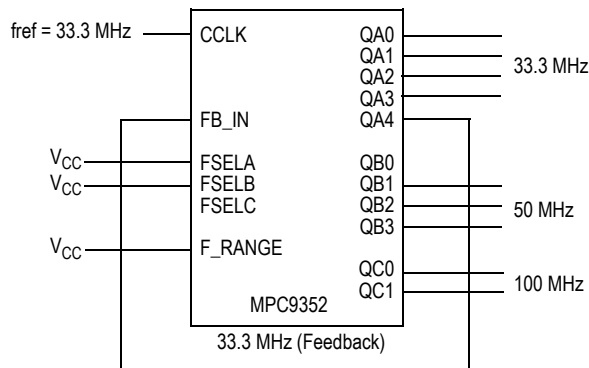 fref = 33.3 MHz
CCLK
FB_IN
VCC
FSELA
VCC
FSELB
FSELC
VCC
F_RANGE
QA0
QA1
QA2
QA3
QA4
33.3 MHz
QB0
QB1
QB2
QB3
50 MHz
QC0
QC1
100 MHz
MPC9352
33.3 MHz (Feedback)